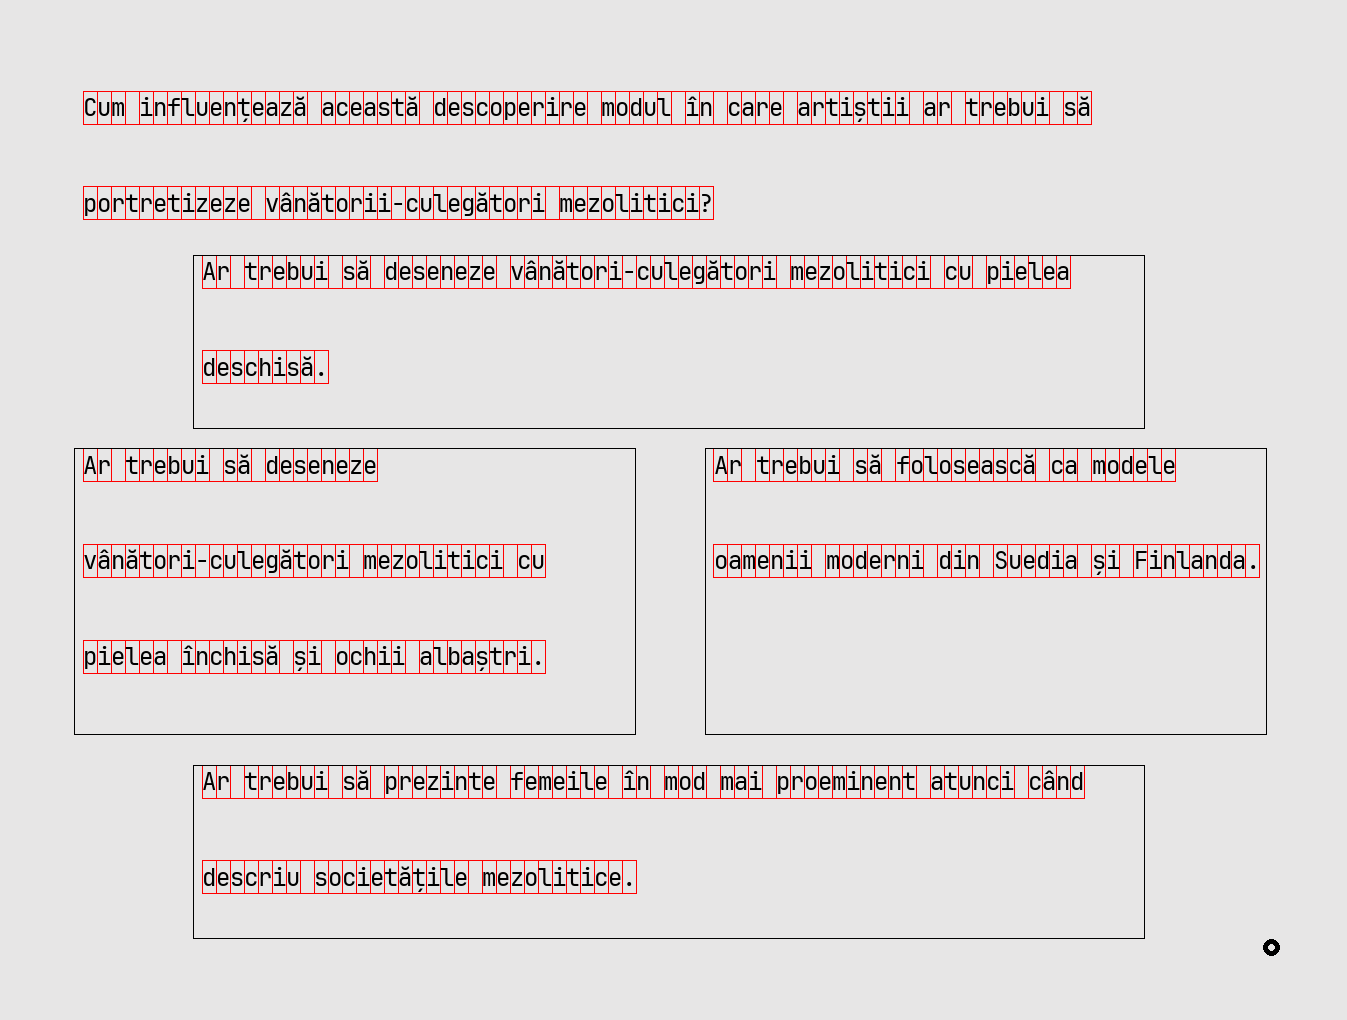 Cum influențează această descoperire modul în care artiștii ar trebui să
portretizeze vânătorii-culegători mezolitici?
Ar trebui să deseneze vânători-culegători mezolitici cu pielea
deschisă.
Ar trebui să deseneze
vânători-culegători mezolitici cu
pielea închisă și ochii albaștri.
Ar trebui să folosească ca modele
oamenii moderni din Suedia și Finlanda.
Ar trebui să prezinte femeile în mod mai proeminent atunci când
descriu societățile mezolitice.